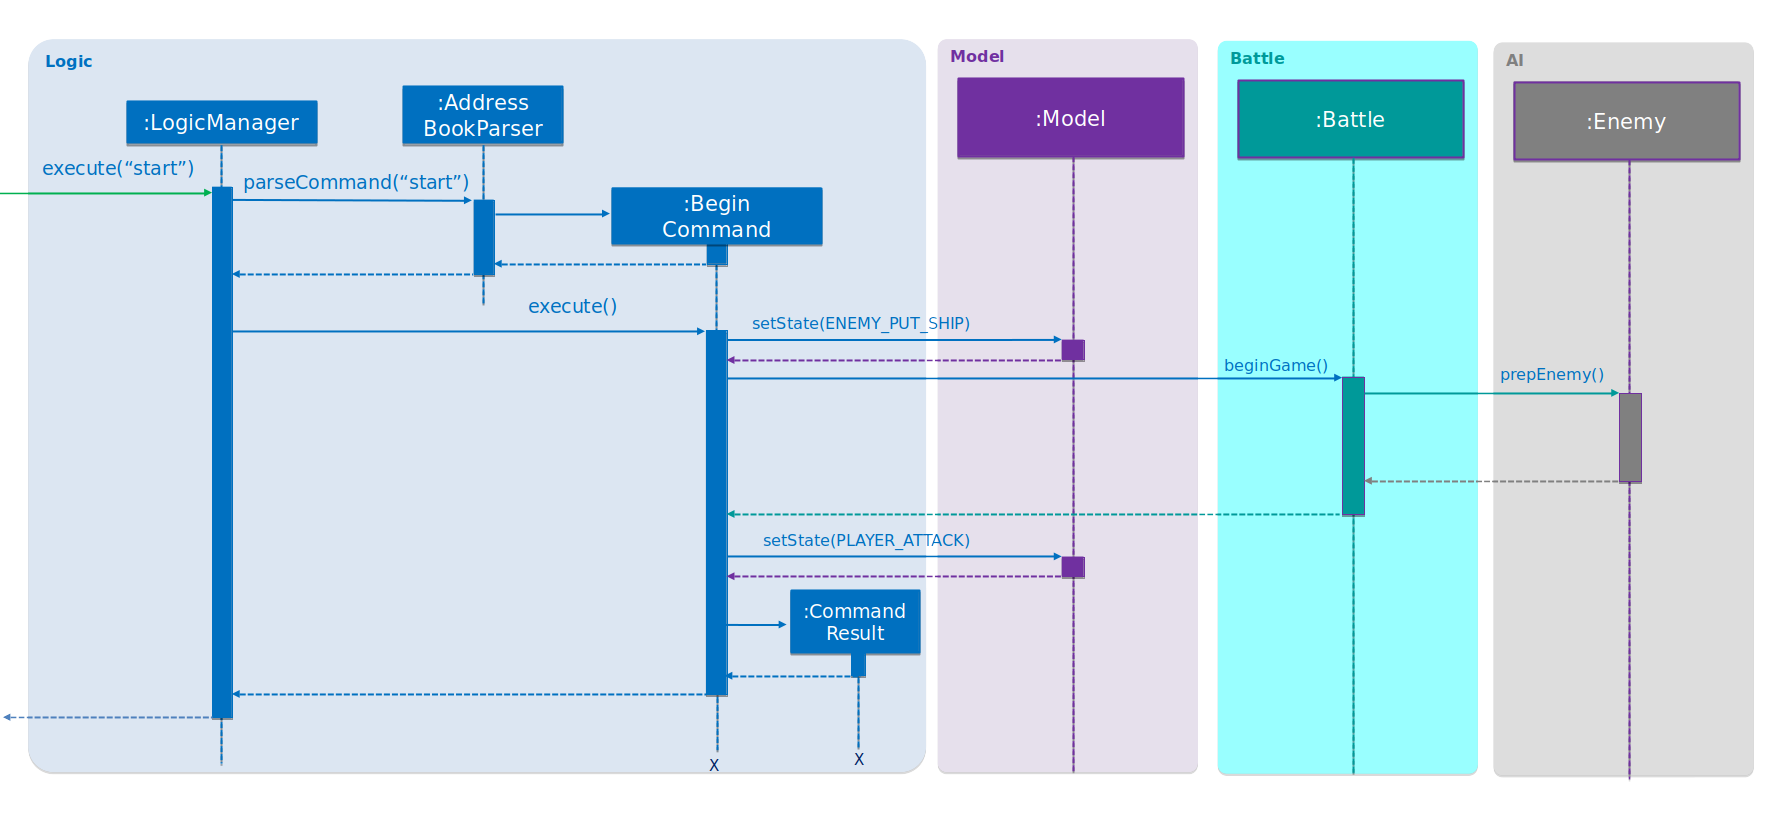 Logic
Model
Battle
AI
:LogicManager
:Address
BookParser
:Model
:Battle
:Enemy
execute(“start”)
parseCommand(“start”)
:Begin
Command
execute()
setState(ENEMY_PUT_SHIP)
beginGame()
prepEnemy()
setState(PLAYER_ATTACK)
:Command
Result
X
X